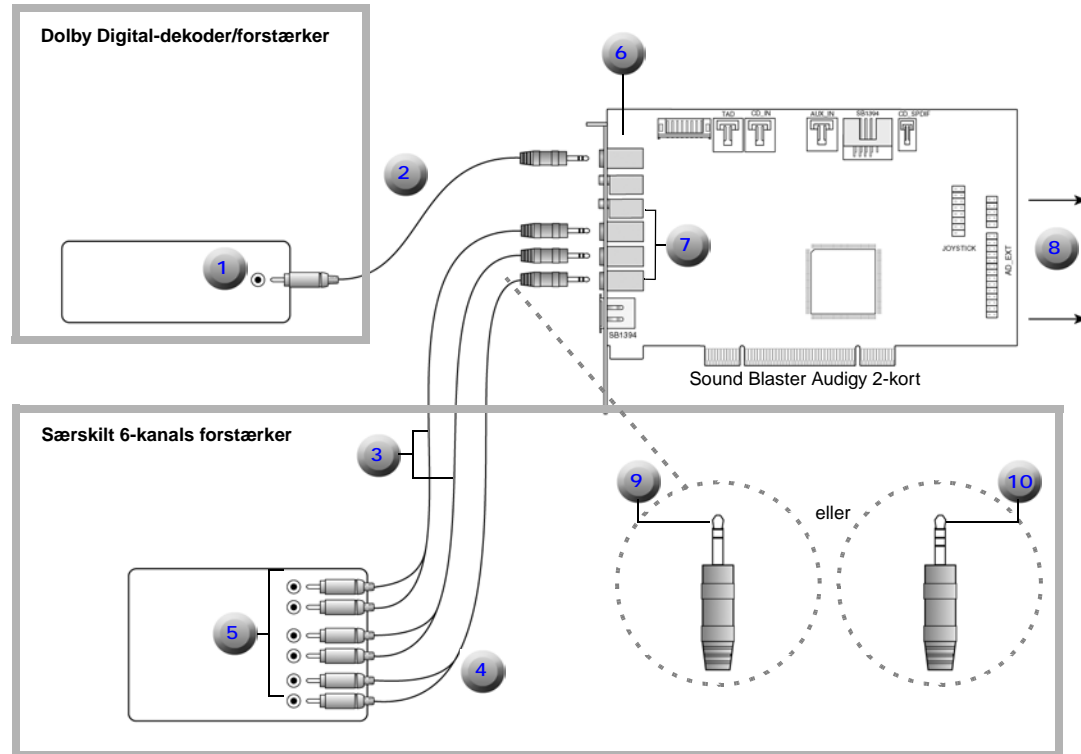 Dolby Digital-dekoder/forstærker
6
TAD
CD_IN
AUX_IN
SB1394
CD_SPDIF
2
1
7
JOYSTICK
AD_EXT
8
SB1394
Sound Blaster Audigy 2-kort
Særskilt 6-kanals forstærker
3
9
eller
10
5
4